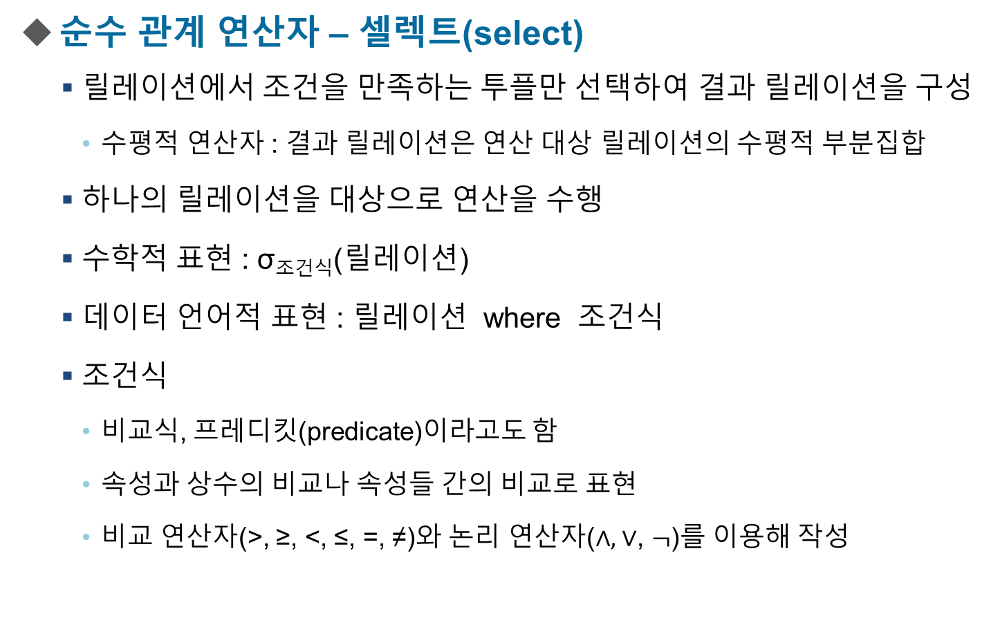 ◆ 순수 관계 연산자 – 셀렉트(select)
▪ 릴레이션에서 조건을 만족하는 투플만 선택하여 결과 릴레이션을 구성
• 수평적 연산자 : 결과 릴레이션은 연산 대상 릴레이션의 수평적 부분집합
▪ 하나의 릴레이션을 대상으로 연산을 수행
▪ 수학적 표현 : σ조건식(릴레이션)
▪ 데이터 언어적 표현 : 릴레이션 where 조건식
▪ 조건식
• 비교식, 프레디킷(predicate)이라고도 함
• 속성과 상수의 비교나 속성들 간의 비교로 표현
• 비교 연산자(>, ≥, <, ≤, =, ≠)와 논리 연산자(∧, ∨, ¬)를 이용해 작성